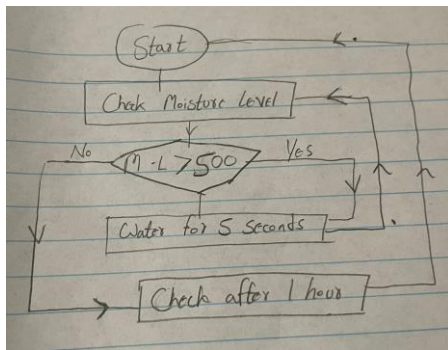 Start
Check Moisture Level
No
M.L > 500
Yes
Water for 5 seconds
Check after 1 hour